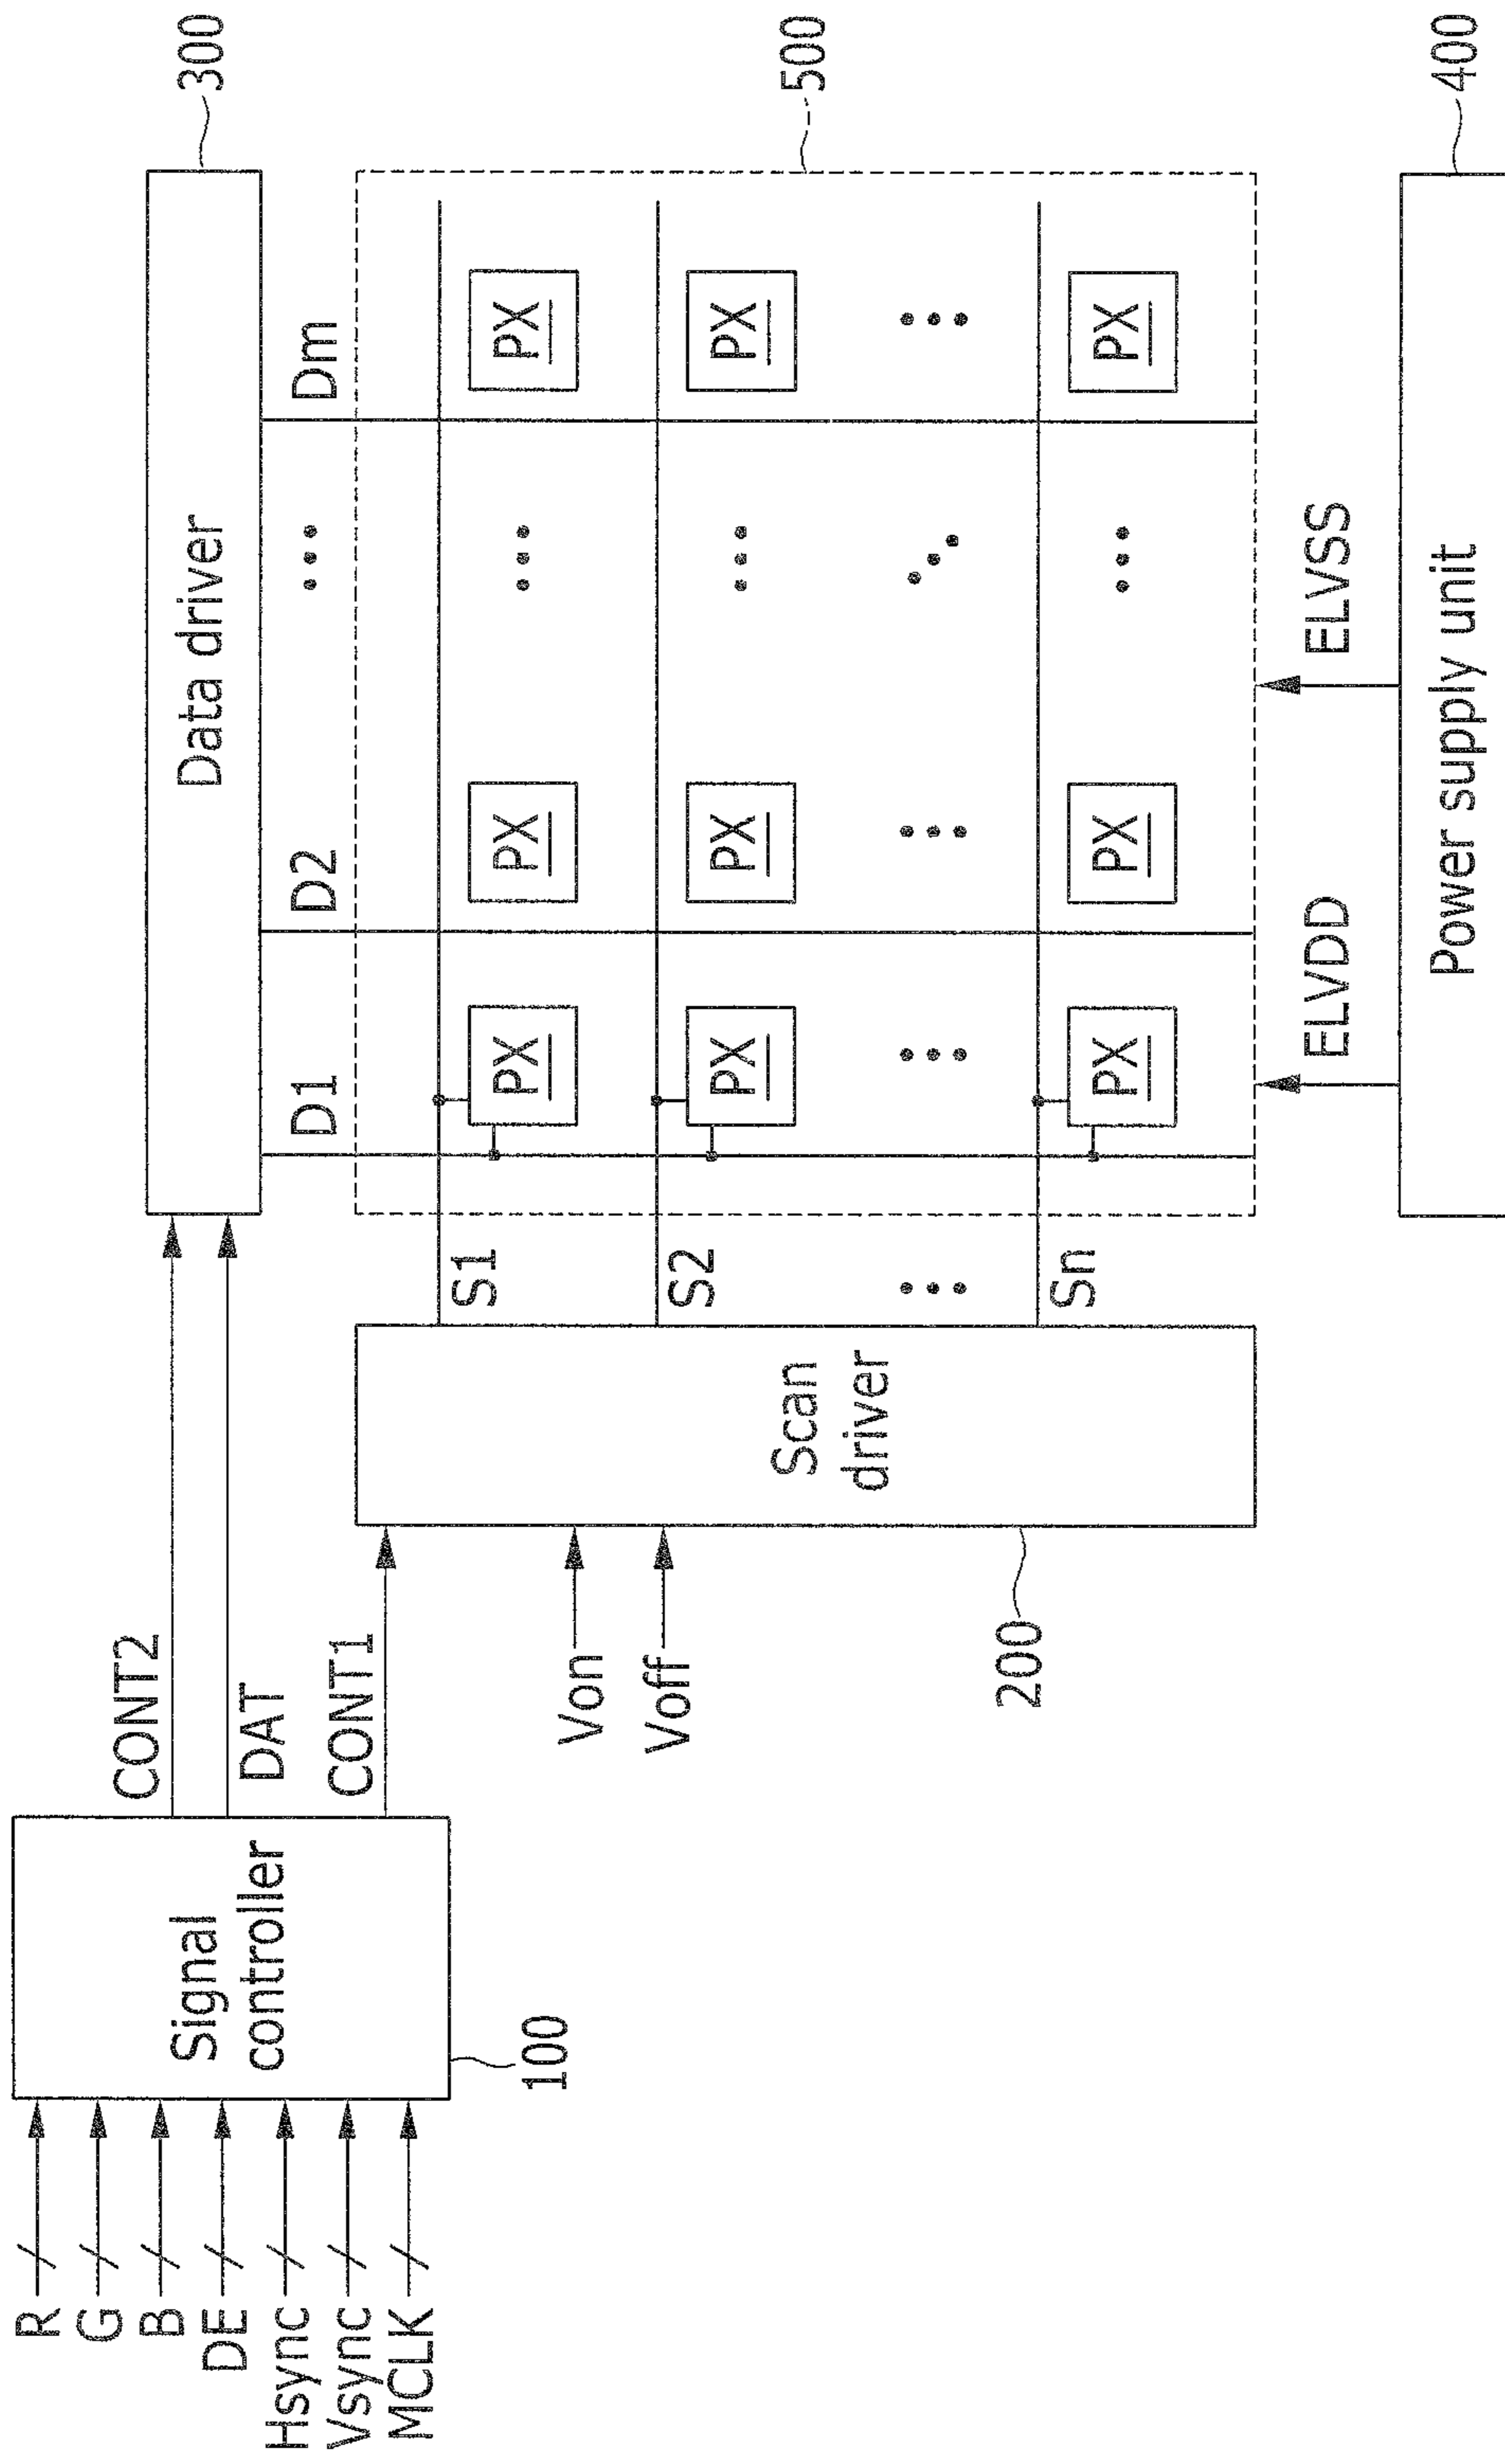 R
G
B
DE
Hsync
Vsync
MCLK
Signal
controller
100
CONT2
DAT
CONT1
Von
Voff
200
Scan
driver
Data driver
300
D1
D2
...
Dm
S1
S2
...
Sn
PX
PX
...
PX
PX
PX
...
PX
...
...
...
PX
PX
...
PX
500
ELVDD
ELVSS
Power supply unit
400